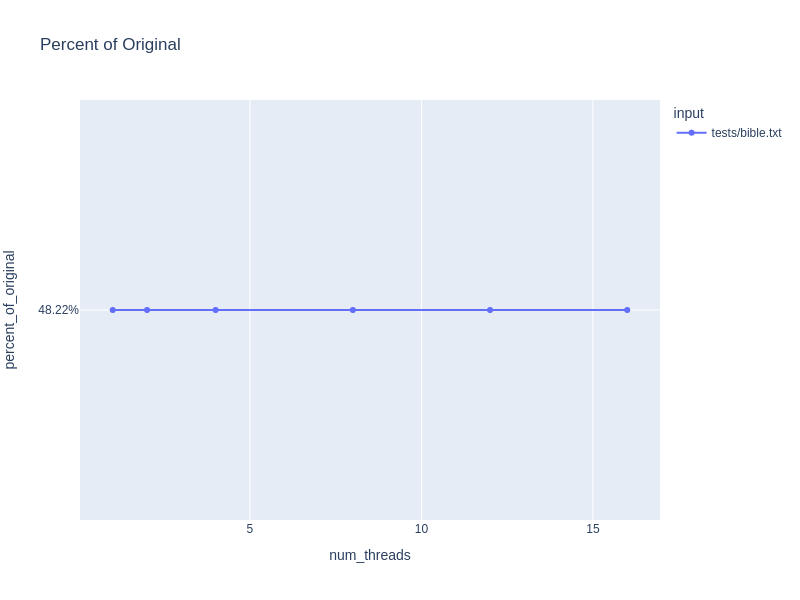 Percent of Original
input
tests/bible.txt
percent_of_original
48.22%
5
10
15
num_threads